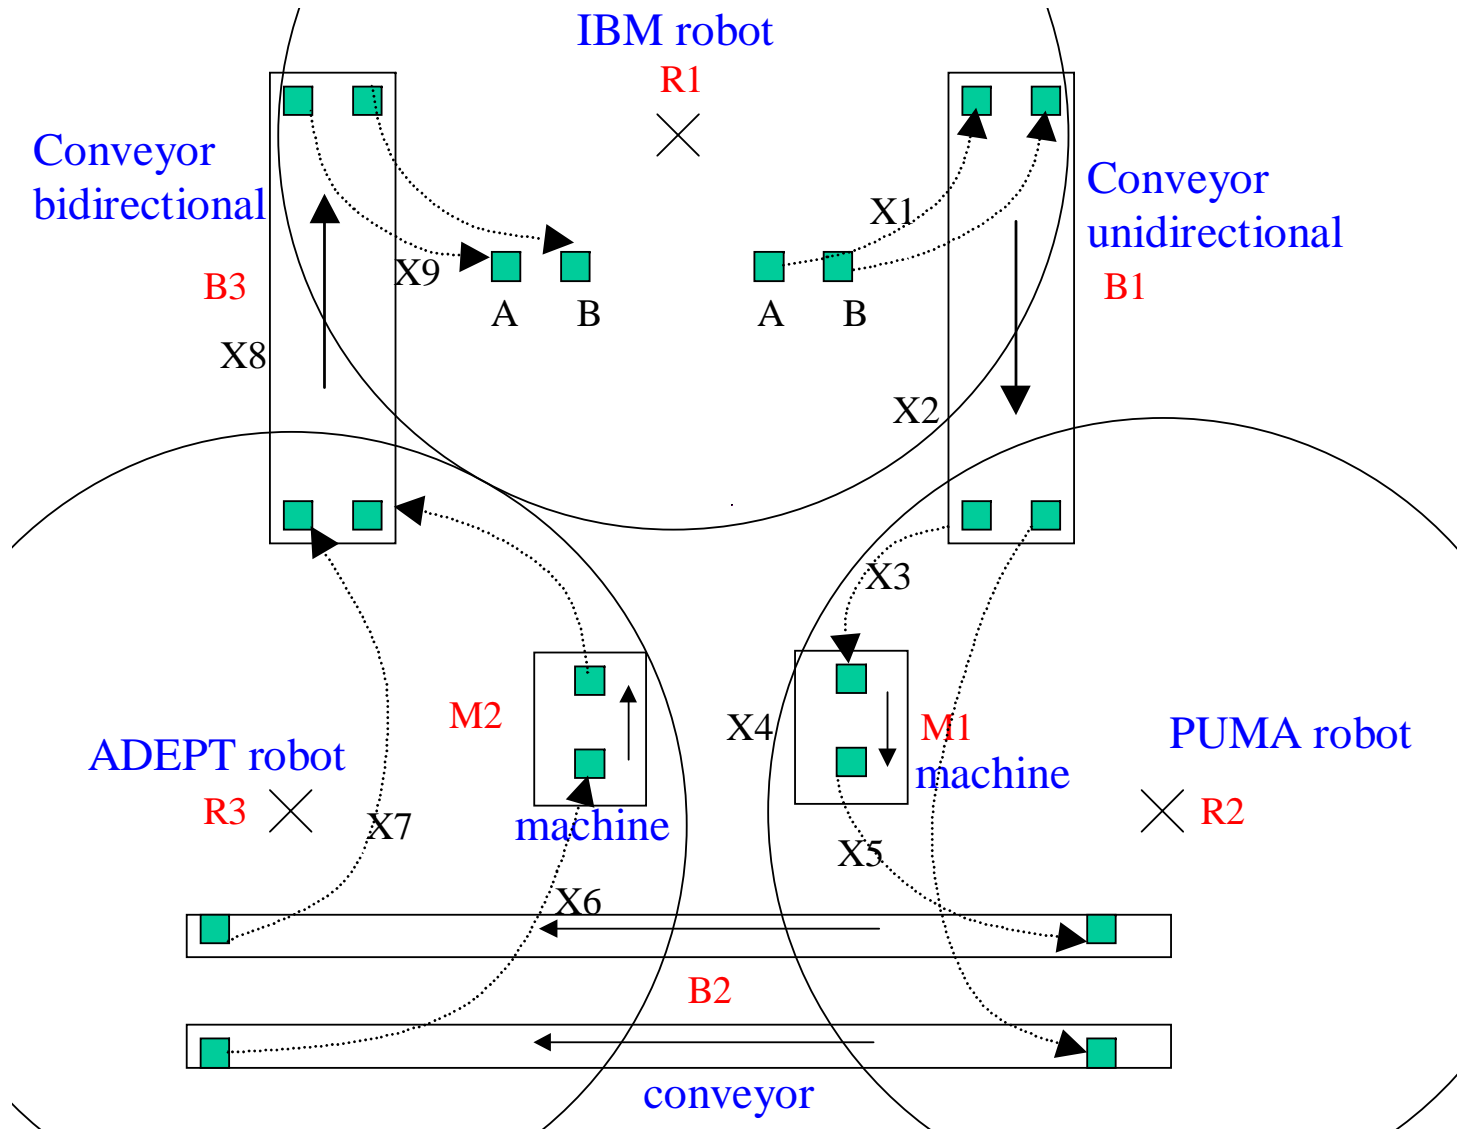 IBM robot
R1
Conveyor
bidirectional
Conveyor
unidirectional
X1
X9
B3
B1
A
B
A
B
X8
X2
X3
M2
X4
M1
PUMA robot
ADEPT robot
machine
R3
R2
X7
machine
X5
X6
B2
conveyor